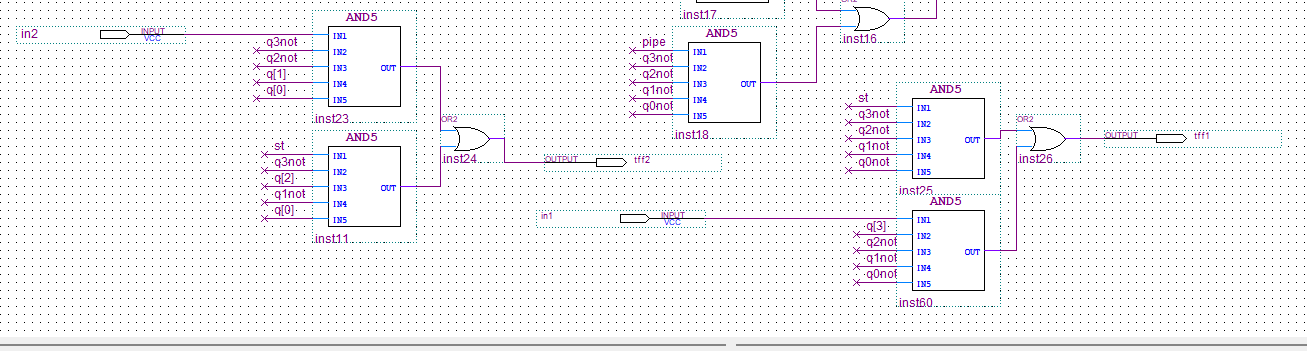 in2
INPUT
VCC
AND5
q3not
q2not
q[1]
q[0]
IN1
IN2
IN3
IN4
IN5
OUT
inst23
AND5
st
q3not
q[2]
q1not
q[0]
IN1
IN2
IN3
IN4
IN5
OUT
inst11
OR2
inst24
OUTPUT
tff2
inst17
inst16
AND5
pipe
q3not
q2not
q1not
q0not
IN1
IN2
IN3
IN4
IN5
OUT
inst18
AND5
st
q3not
q2not
q1not
q0not
IN1
IN2
IN3
IN4
IN5
OUT
inst25
OR2
inst26
OUTPUT
tff1
in1
INPUT
VCC
AND5
q[3]
q2not
q1not
q0not
IN1
IN2
IN3
IN4
IN5
OUT
inst60